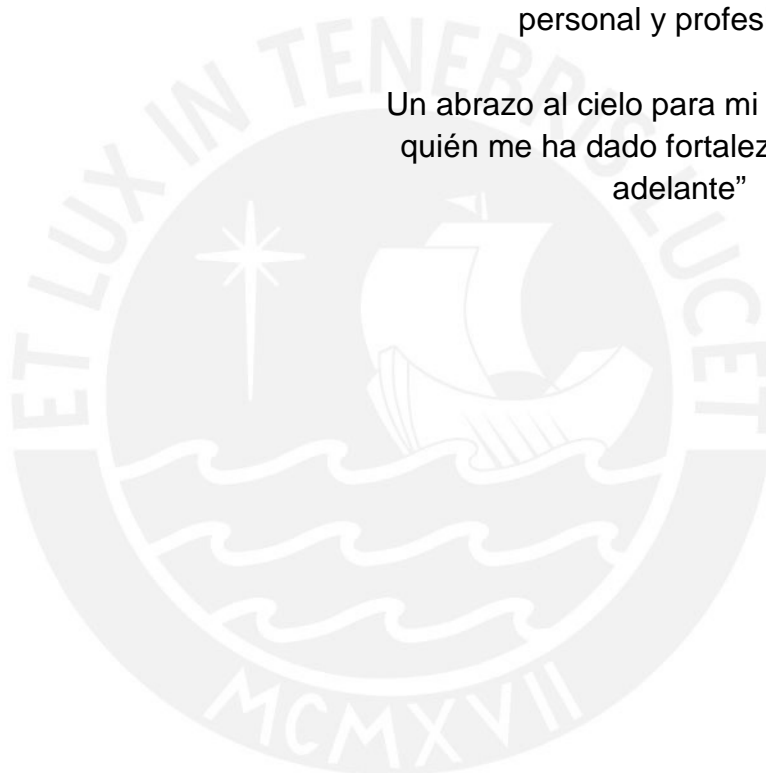 personal y profes
Un abrazo al cielo para mi
quién me ha dado fortalez
adelante”
ET LUX IN TENEBRIS LUCET
MCMXVII